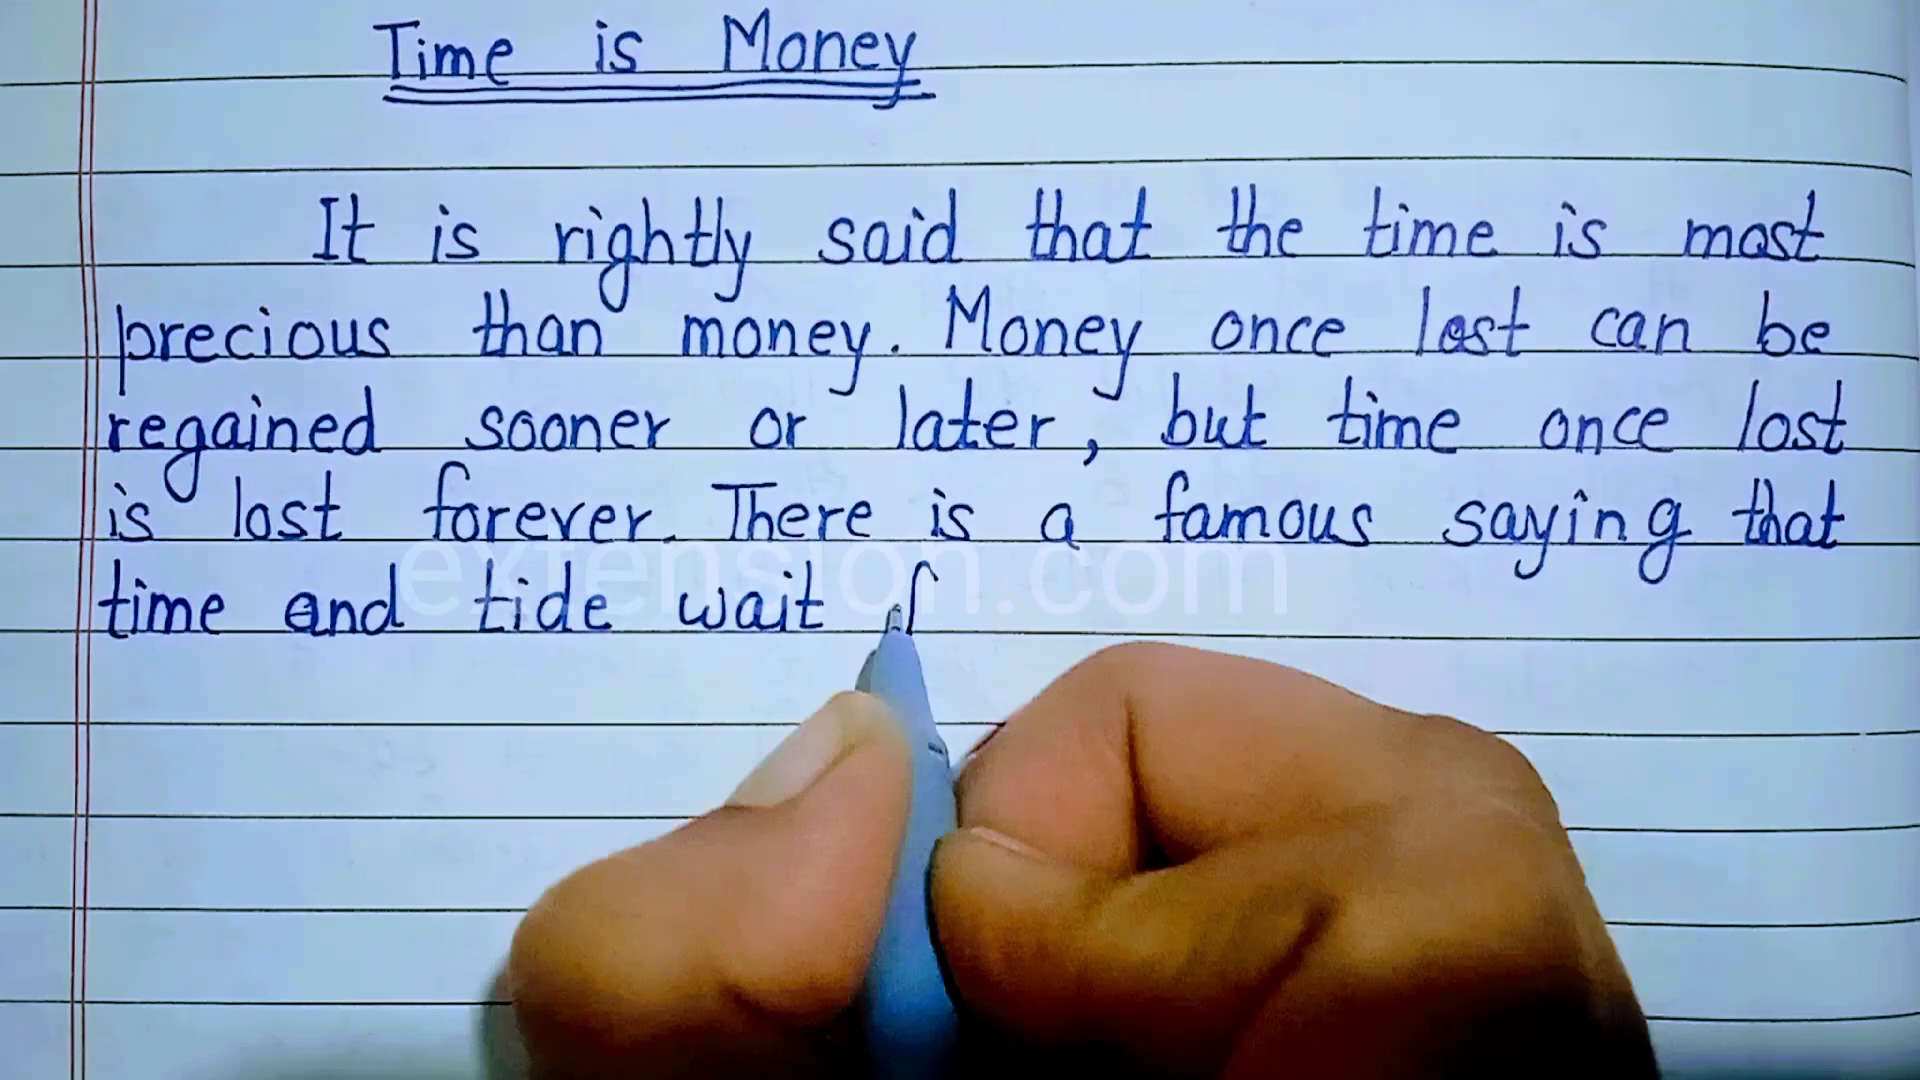 Time is Money
It is rightly said that the time is most
precious than money. Money once lost can be
regained sooner or later, but time once lost
is lost forever. There is a famous saying that
extension.com
time and tide wait f